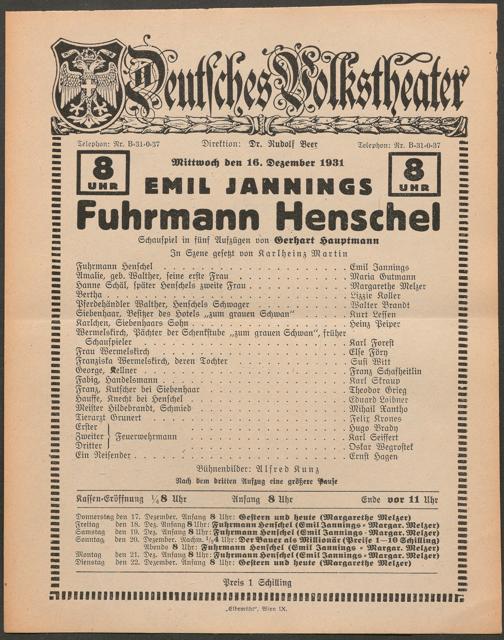 Deutsches Volkstheater
Telephon: Nr. B-31-0-37 Direktion: Dr. Rudolf Beer Telephon: Nr. B-31-0-37
Mittwoch den 16. Dezember 1931
8 UHR EMIL JANNINGS 8 UHR
Fuhrmann Henschel
Schauspiel in fünf Aufzügen von Gerhart Hauptmann
In Szene gesetzt von Karlheinz Martin
Fuhrmann Henschel Emil Jannings
Amalie, geb. Walther, seine erste Frau Maria Gutmann
Hanne Schäl, später Henschels zweite Frau Margarethe Melzer
Bertha Lizzie Koller
Pferdehändler Walther, Henschels Schwager Walter Brandt
Siebenhaar, Besitzer des Hotels „zum grauen Schwan" Kurt Lessen
Karlchen, Siebenhaars Sohn Heinz Peiper
Wermelskirch, Pächter der Schenkstube „zum grauen Schwan", früher
Schauspieler Karl Forest
Frau Wermelskirch Else Föry
Franziska Wermelskirch, deren Tochter Susi Witt
George, Kellner Franz Schafheitlin
Fabig, Handelsmann Karl Skraup
Franz, Kutscher bei Siebenhaar Theodor Grieg
Hauffe, Knecht bei Henschel Eduard Loibner
Meister Hildebrandt, Schmied Mihail Xantho
Tierarzt Grunert Felix Krones
Erster Hugo Brady
Zweiter } Feuerwehrmann Karl Seiffert
Dritter Oskar Wegrostek
Ein Reisender Ernst Hagen
Bühnenbilder: Alfred Kunz
Nach dem dritten Aufzug eine größere Pause
Kassen-Eröffnung ¼8 Uhr Anfang 8 Uhr Ende vor 11 Uhr
Donnerstag den 17. Dezember. Anfang 8 Uhr: Gestern und heute (Margarethe Melzer)
Freitag den 18. Dez. Anfang 8 Uhr: Fuhrmann Henschel (Emil Jannings - Margar. Melzer)
Samstag den 19. Dez. Anfang 8 Uhr: Fuhrmann Henschel (Emil Jannings - Margar. Melzer)
Sonntag den 20. Dezember. Nachm. ¼4 Uhr: Der Bauer als Millionär (Preise 1—10 Schilling)
Abends 8 Uhr: Fuhrmann Henschel (Emil Jannings - Margar. Melzer)
Montag den 21. Dez. Anfang 8 Uhr: Fuhrmann Henschel (Emil Jannings - Margar. Melzer)
Dienstag den 22. Dezember. Anfang 8 Uhr: Gestern und heute (Margarethe Melzer)
Preis 1 Schilling
„Elbemühl", Wien IX.